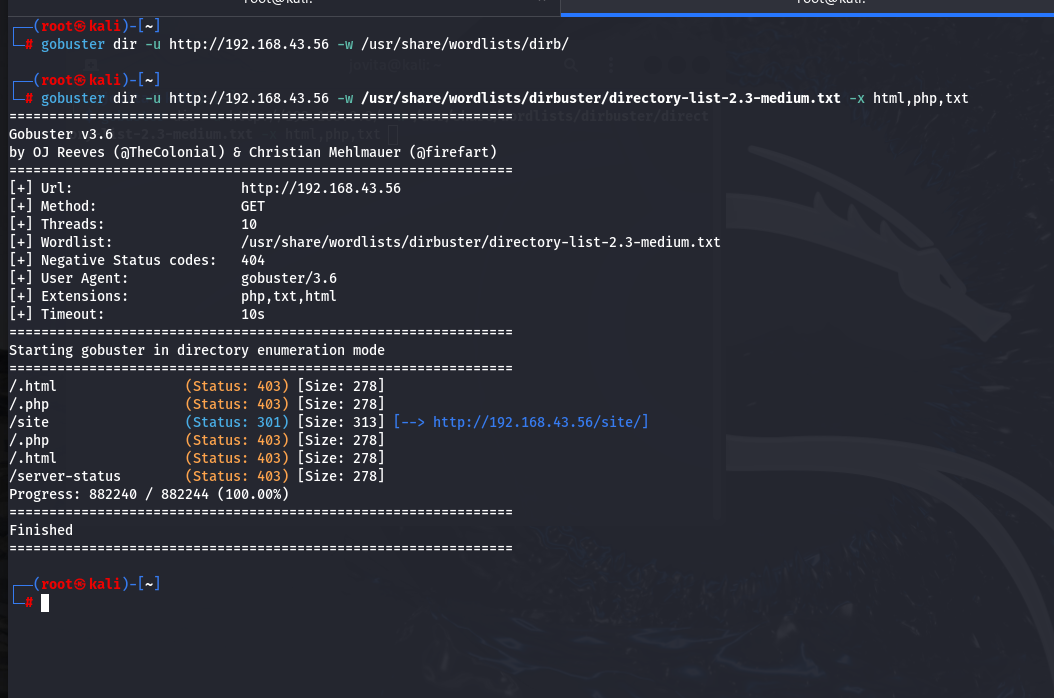 root@kali: root@kali:
┌──(root㉿kali)-[~]
└─# gobuster dir -u http://192.168.43.56 -w /usr/share/wordlists/dirb/
┌──(root㉿kali)-[~]
└─# gobuster dir -u http://192.168.43.56 -w /usr/share/wordlists/dirbuster/directory-list-2.3-medium.txt -x html,php,txt
===============================================================
Gobuster v3.6
by OJ Reeves (@TheColonial) & Christian Mehlmauer (@firefart)
===============================================================
[+] Url:                     http://192.168.43.56
[+] Method:                  GET
[+] Threads:                 10
[+] Wordlist:                /usr/share/wordlists/dirbuster/directory-list-2.3-medium.txt
[+] Negative Status codes:   404
[+] User Agent:              gobuster/3.6
[+] Extensions:              php,txt,html
[+] Timeout:                 10s
===============================================================
Starting gobuster in directory enumeration mode
===============================================================
/.html                (Status: 403) [Size: 278]
/.php                 (Status: 403) [Size: 278]
/site                 (Status: 301) [Size: 313] [--> http://192.168.43.56/site/]
/.php                 (Status: 403) [Size: 278]
/.html                (Status: 403) [Size: 278]
/server-status        (Status: 403) [Size: 278]
Progress: 882240 / 882244 (100.00%)
===============================================================
Finished
===============================================================
┌──(root㉿kali)-[~]
└─#